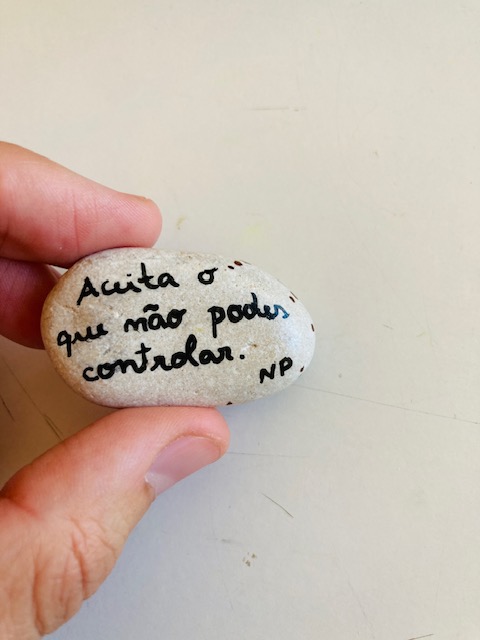 Aceita o
que não podes
controlar.
NP